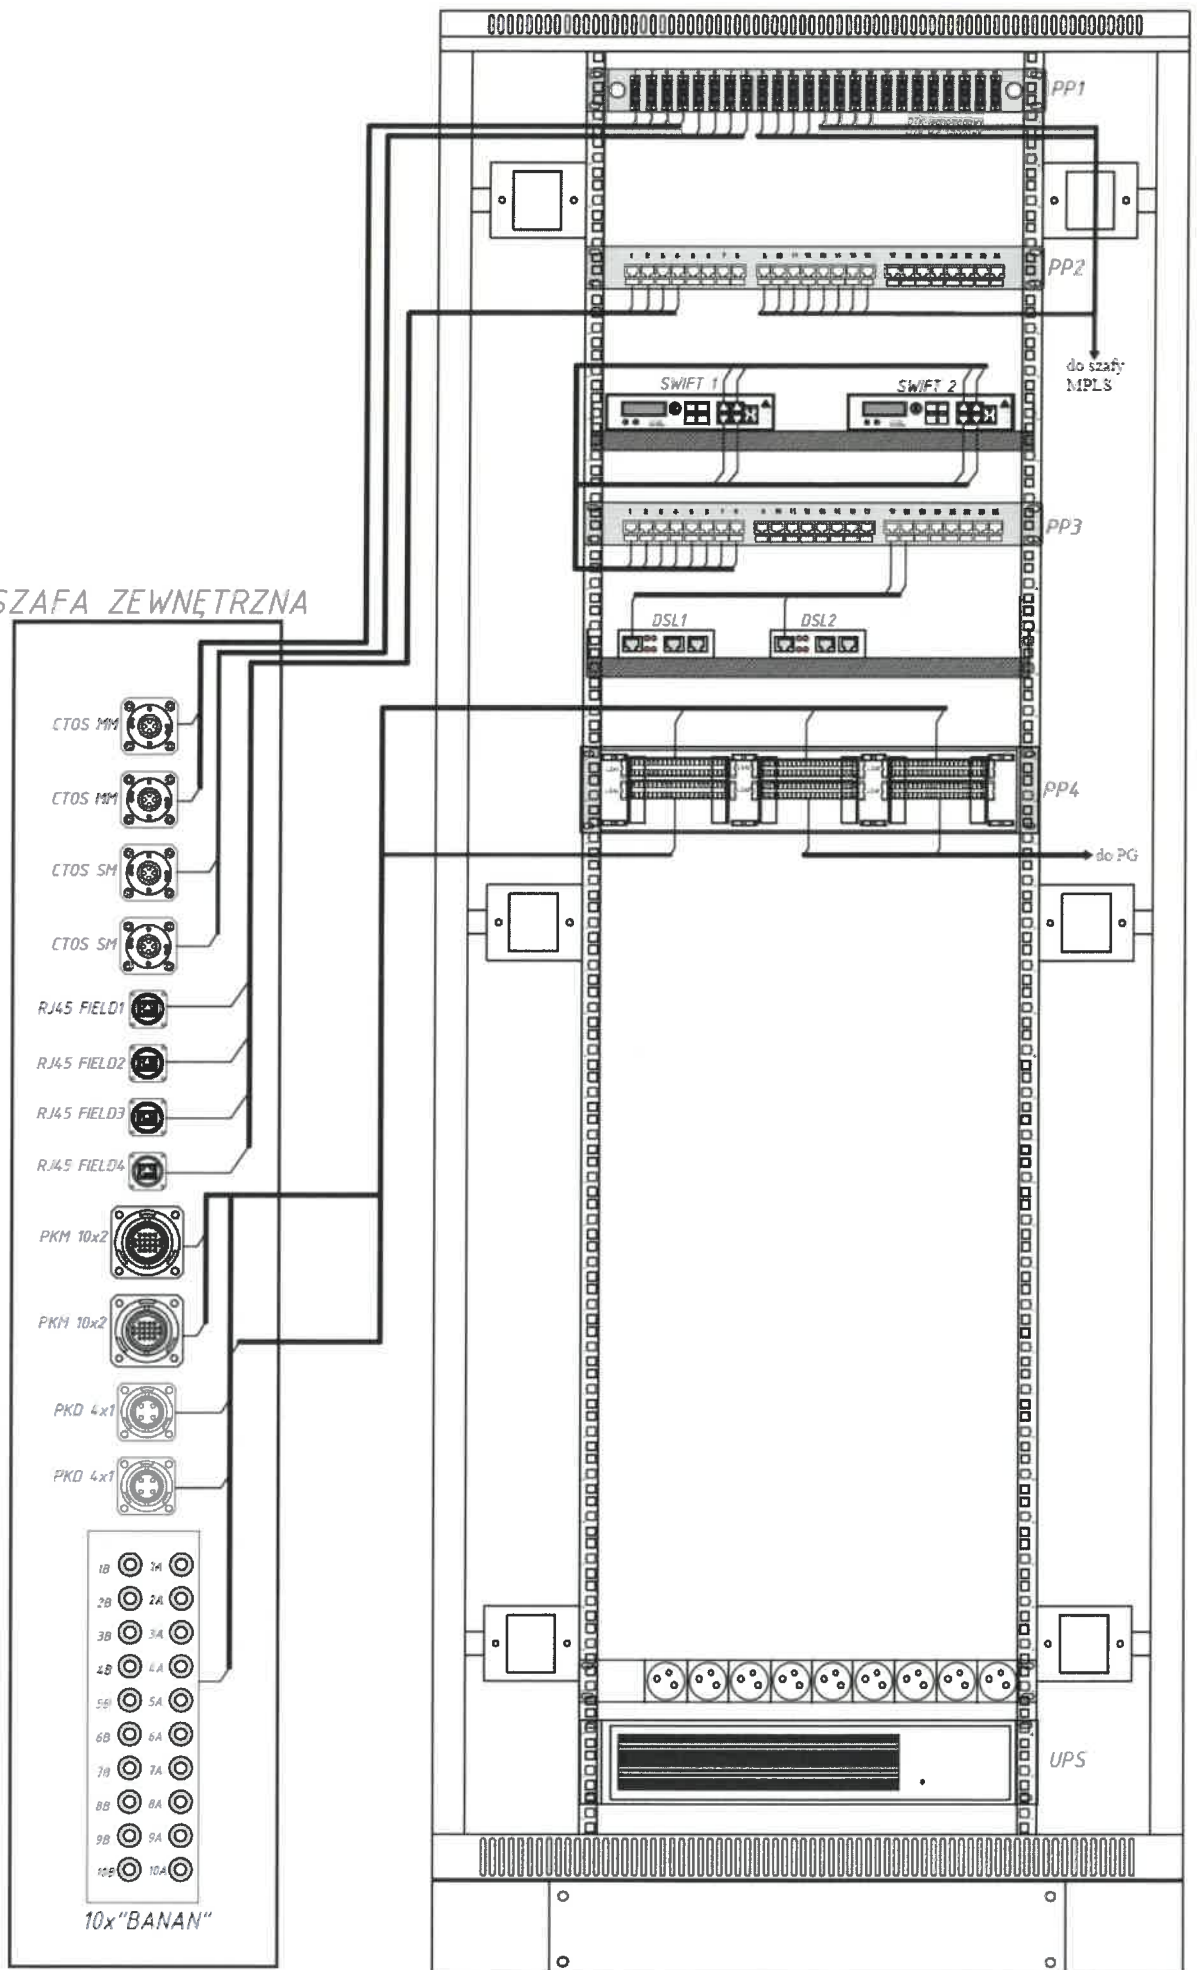 PP1
PP2
do szafy
MPLS
SWIFT 1
SWIFT 2
PP3
SZAFA ZEWNĘTRZNA
DSL1
DSL2
CTOS MM
CTOS MM
PP4
do PG
CTOS SM
CTOS SM
RJ45 FIELD1
RJ45 FIELD2
RJ45 FIELD3
RJ45 FIELD4
PKM 10x2
PKM 10x2
PKD 4x1
PKD 4x1
1B 1A
2B 2A
3B 3A
4B 4A
5B 5A
6B 6A
7B 7A
UPS
8B 8A
9B 9A
10B 10A
10x"BANAN"